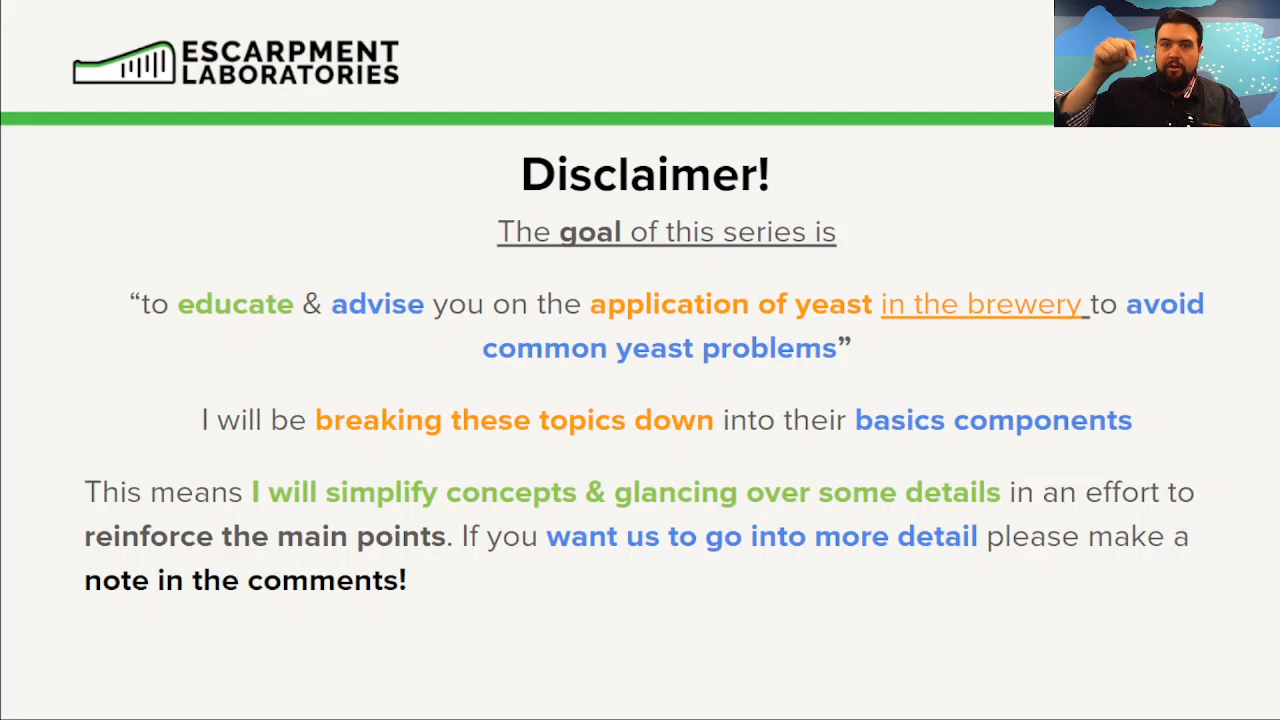 ESCARPMENT
LABORATORIES
Disclaimer!
The goal of this series is
“to educate & advise you on the application of yeast in the brewery to avoid
common yeast problems”
I will be breaking these topics down into their basics components
This means I will simplify concepts & glancing over some details in an effort to
reinforce the main points. If you want us to go into more detail please make a
note in the comments!